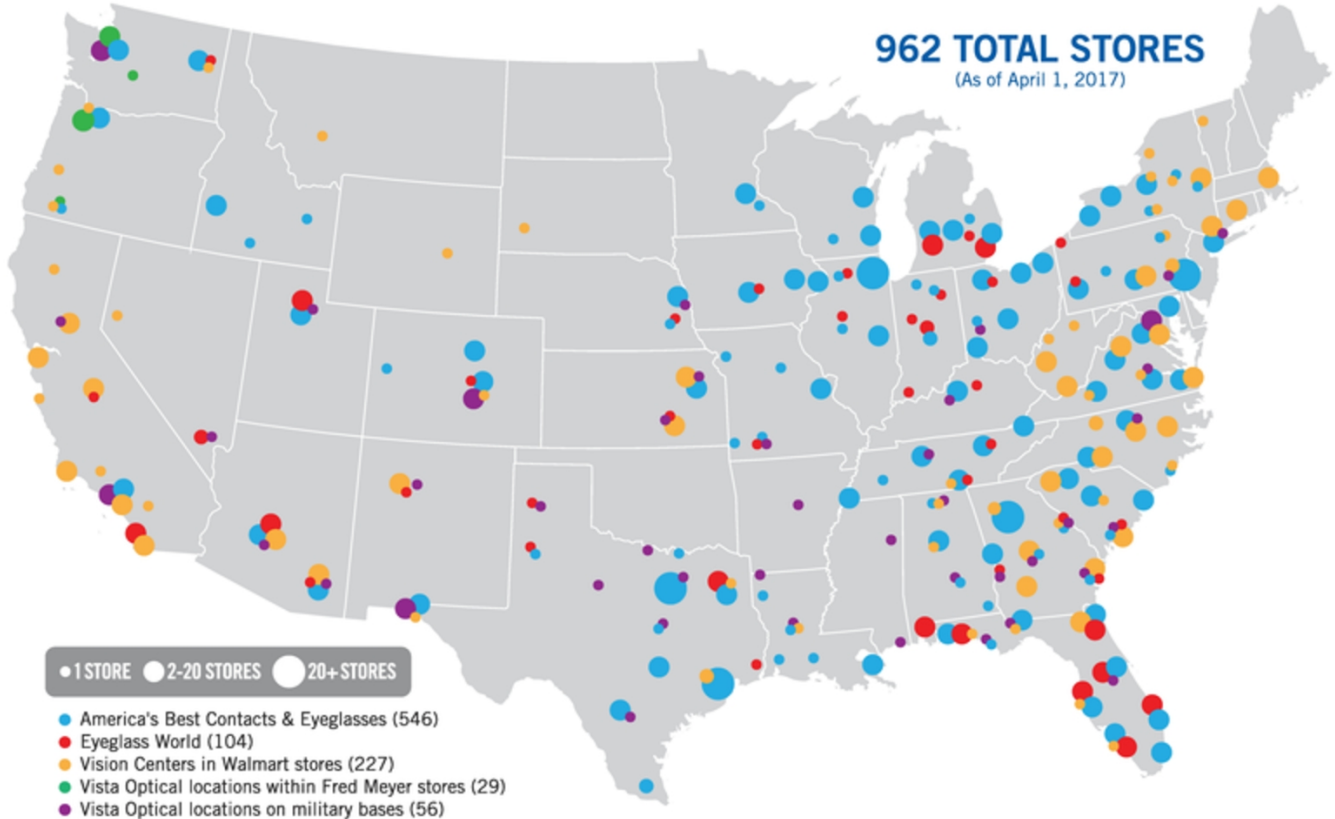 962 TOTAL STORES
(As of April 1, 2017)
1 STORE 2-20 STORES 20+ STORES
America's Best Contacts & Eyeglasses (546)
Eyeglass World (104)
Vision Centers in Walmart stores (227)
Vista Optical locations within Fred Meyer stores (29)
Vista Optical locations on military bases (56)